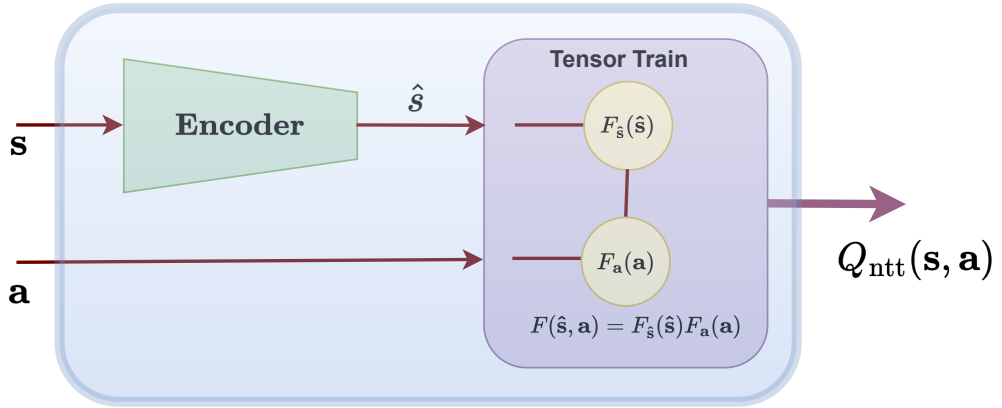 Tensor Train
s
Encoder
ŝ
F_ŝ(ŝ)
a
F_a(a)
F(ŝ, a) = F_ŝ(ŝ)F_a(a)
Q_ntt(s, a)